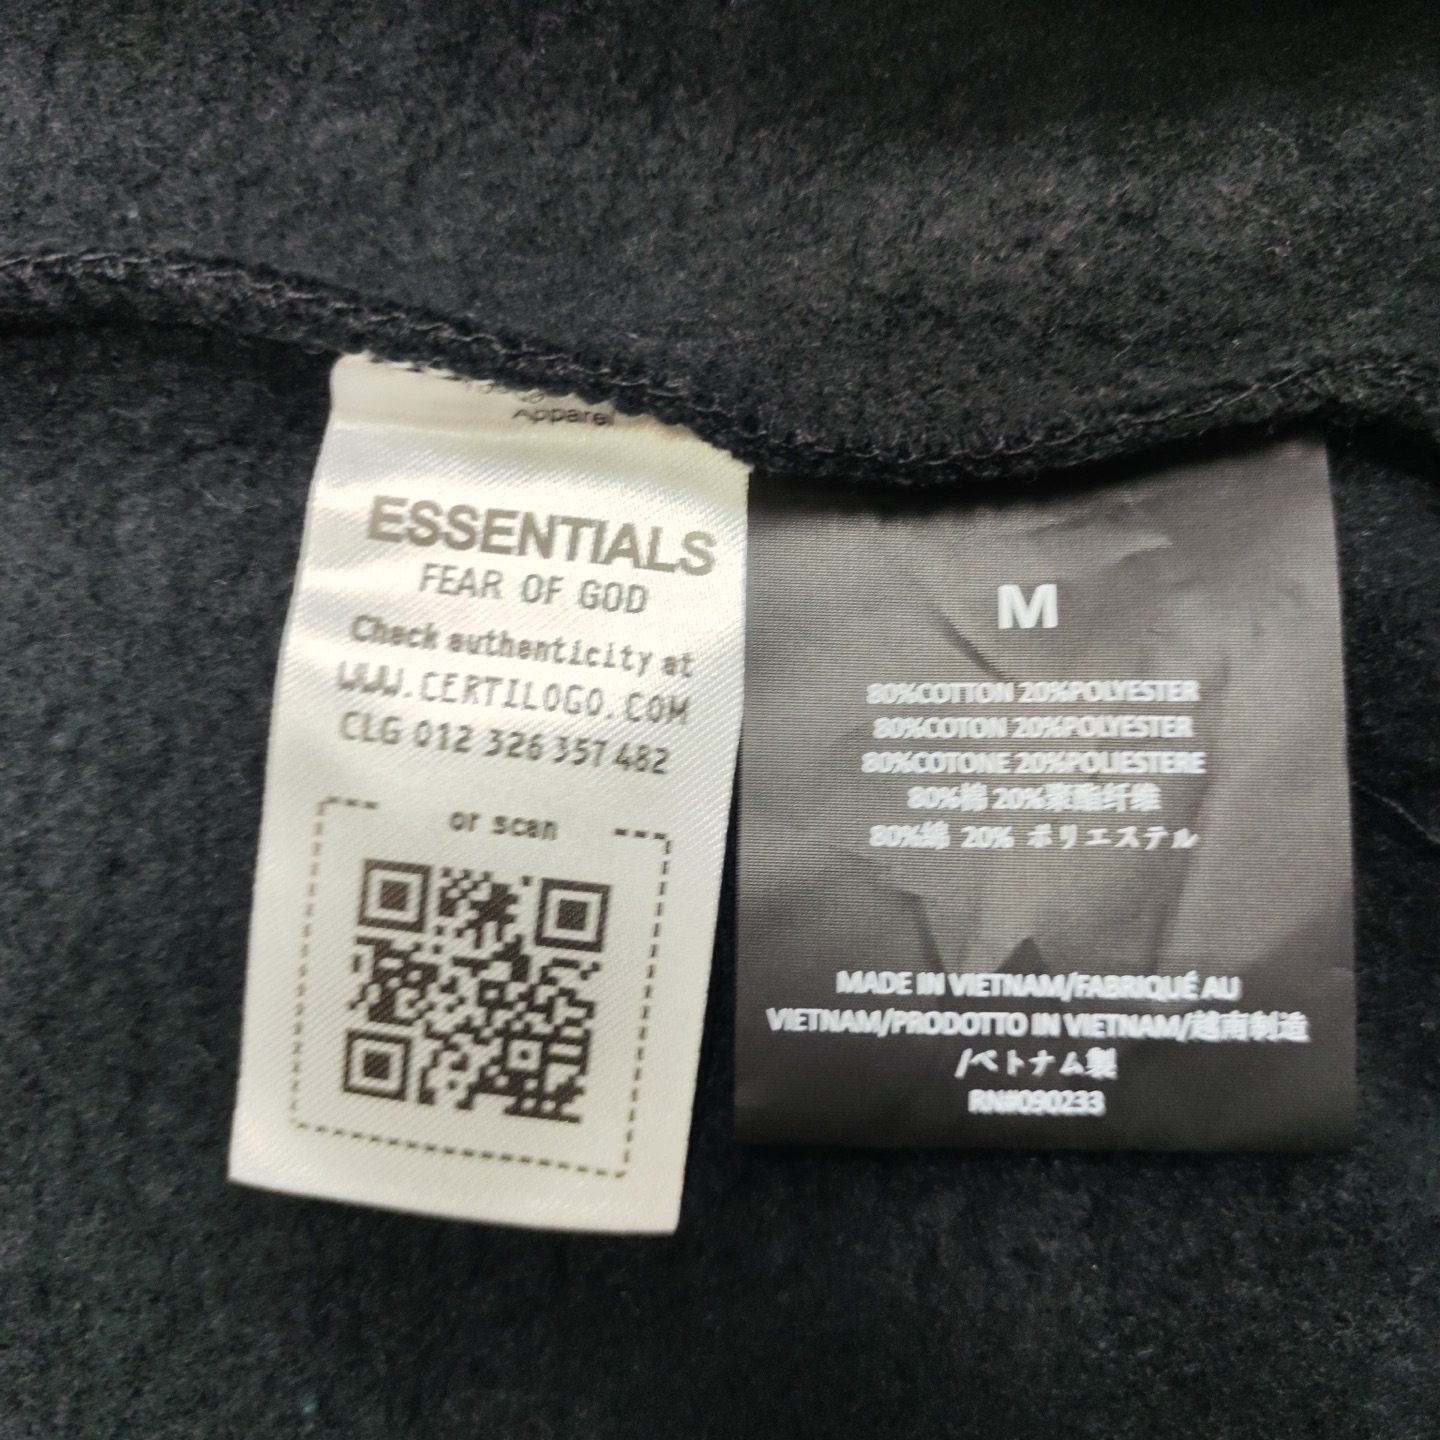 Apparel
ESSENTIALS
FEAR OF GOD
Check authenticity at
WWW.CERTILOGO.COM
CLG 012 326 357 482
or scan
M
80%COTTON 20%POLYESTER
80%COTON 20%POLYESTER
80%COTONE 20%POLIESTERE
80%棉 20%聚酯纤维
80%綿 20% ポリエステル
MADE IN VIETNAM/FABRIQUÉ AU
VIETNAM/PRODOTTO IN VIETNAM/越南制造
/ベトナム製
RN#090233